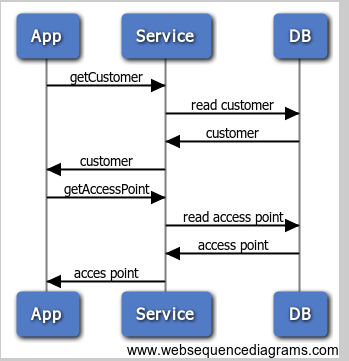 App Service DB
getCustomer
read customer
customer
customer
getAccessPoint
read access point
access point
acces point
App Service DB
www.websequencediagrams.com